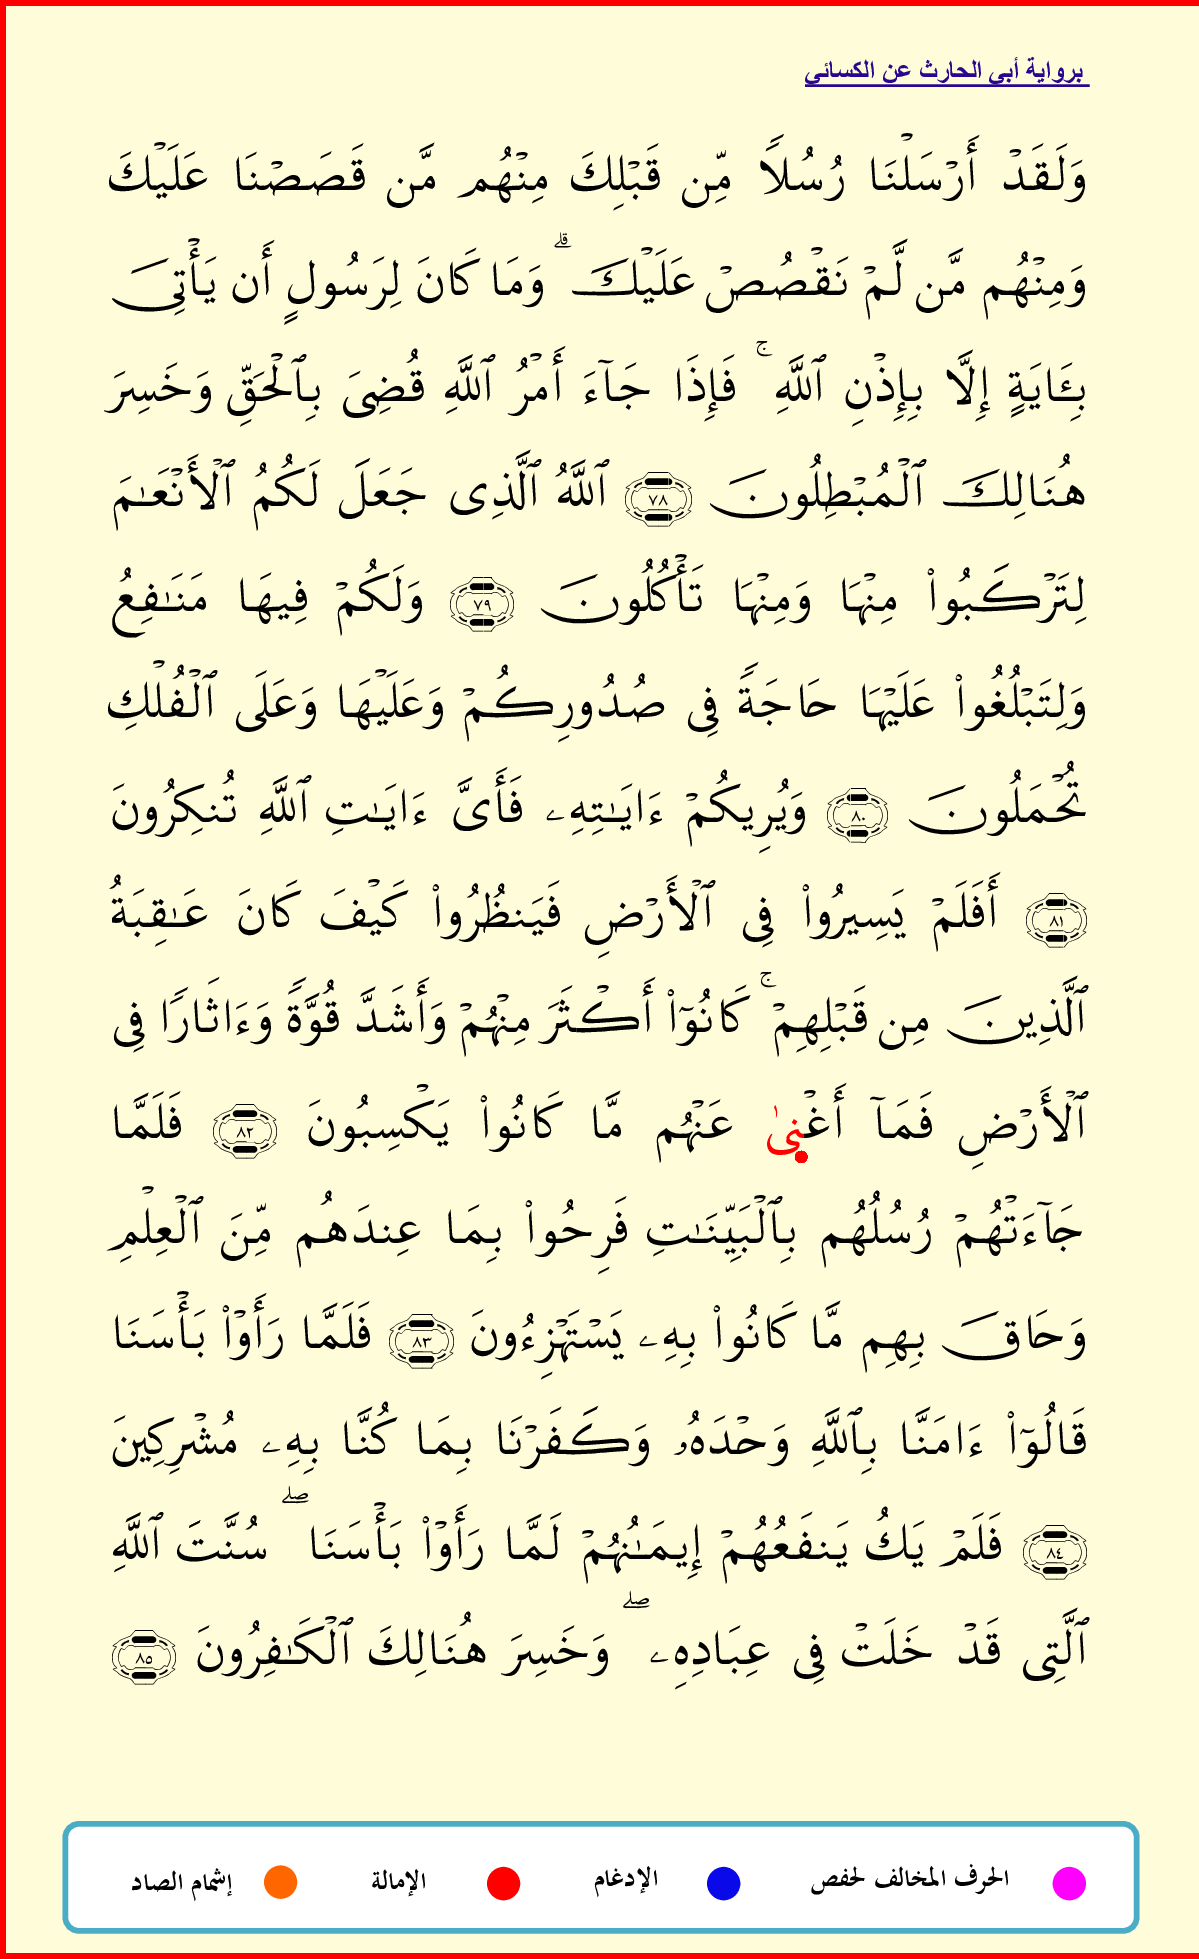 برواية أبي الحارث عن الكسائي
وَلَقَدْ أَرْسَلْنَا رُسُلًا مِّن قَبْلِكَ مِنْهُم مَّن قَصَصْنَا عَلَيْكَ
وَمِنْهُم مَّن لَّمْ نَقْصُصْ عَلَيْكَ ۗ وَمَا كَانَ لِرَسُولٍ أَن يَأْتِىَ
بِـَٔايَةٍ إِلَّا بِإِذْنِ ٱللَّهِ ۚ فَإِذَا جَآءَ أَمْرُ ٱللَّهِ قُضِىَ بِٱلْحَقِّ وَخَسِرَ
هُنَالِكَ ٱلْمُبْطِلُونَ ٧٨ ٱللَّهُ ٱلَّذِى جَعَلَ لَكُمُ ٱلْأَنْعَـٰمَ
لِتَرْكَبُوا۟ مِنْهَا وَمِنْهَا تَأْكُلُونَ ٧٩ وَلَكُمْ فِيهَا مَنَـٰفِعُ
وَلِتَبْلُغُوا۟ عَلَيْهَا حَاجَةً فِى صُدُورِكُمْ وَعَلَيْهَا وَعَلَى ٱلْفُلْكِ
تُحْمَلُونَ ٨٠ وَيُرِيكُمْ ءَايَـٰتِهِۦ فَأَىَّ ءَايَـٰتِ ٱللَّهِ تُنكِرُونَ
٨١ أَفَلَمْ يَسِيرُوا۟ فِى ٱلْأَرْضِ فَيَنظُرُوا۟ كَيْفَ كَانَ عَـٰقِبَةُ
ٱلَّذِينَ مِن قَبْلِهِمْ ۚ كَانُوٓا۟ أَكْثَرَ مِنْهُمْ وَأَشَدَّ قُوَّةً وَءَاثَارًا فِى
ٱلْأَرْضِ فَمَآ أَغْنِىٰ عَنْهُم مَّا كَانُوا۟ يَكْسِبُونَ ٨٢ فَلَمَّا
جَآءَتْهُمْ رُسُلُهُم بِٱلْبَيِّنَـٰتِ فَرِحُوا۟ بِمَا عِندَهُم مِّنَ ٱلْعِلْمِ
وَحَاقَ بِهِم مَّا كَانُوا۟ بِهِۦ يَسْتَهْزِءُونَ ٨٣ فَلَمَّا رَأَوْا۟ بَأْسَنَا
قَالُوٓا۟ ءَامَنَّا بِٱللَّهِ وَحْدَهُۥ وَكَفَرْنَا بِمَا كُنَّا بِهِۦ مُشْرِكِينَ
٨٤ فَلَمْ يَكُ يَنفَعُهُمْ إِيمَـٰنُهُمْ لَمَّا رَأَوْا۟ بَأْسَنَا ۖ سُنَّتَ ٱللَّهِ
ٱلَّتِى قَدْ خَلَتْ فِى عِبَادِهِۦ ۖ وَخَسِرَ هُنَالِكَ ٱلْكَـٰفِرُونَ ٨٥
الحرف المخالف لحفص الإدغام الإمالة إشمام الصاد